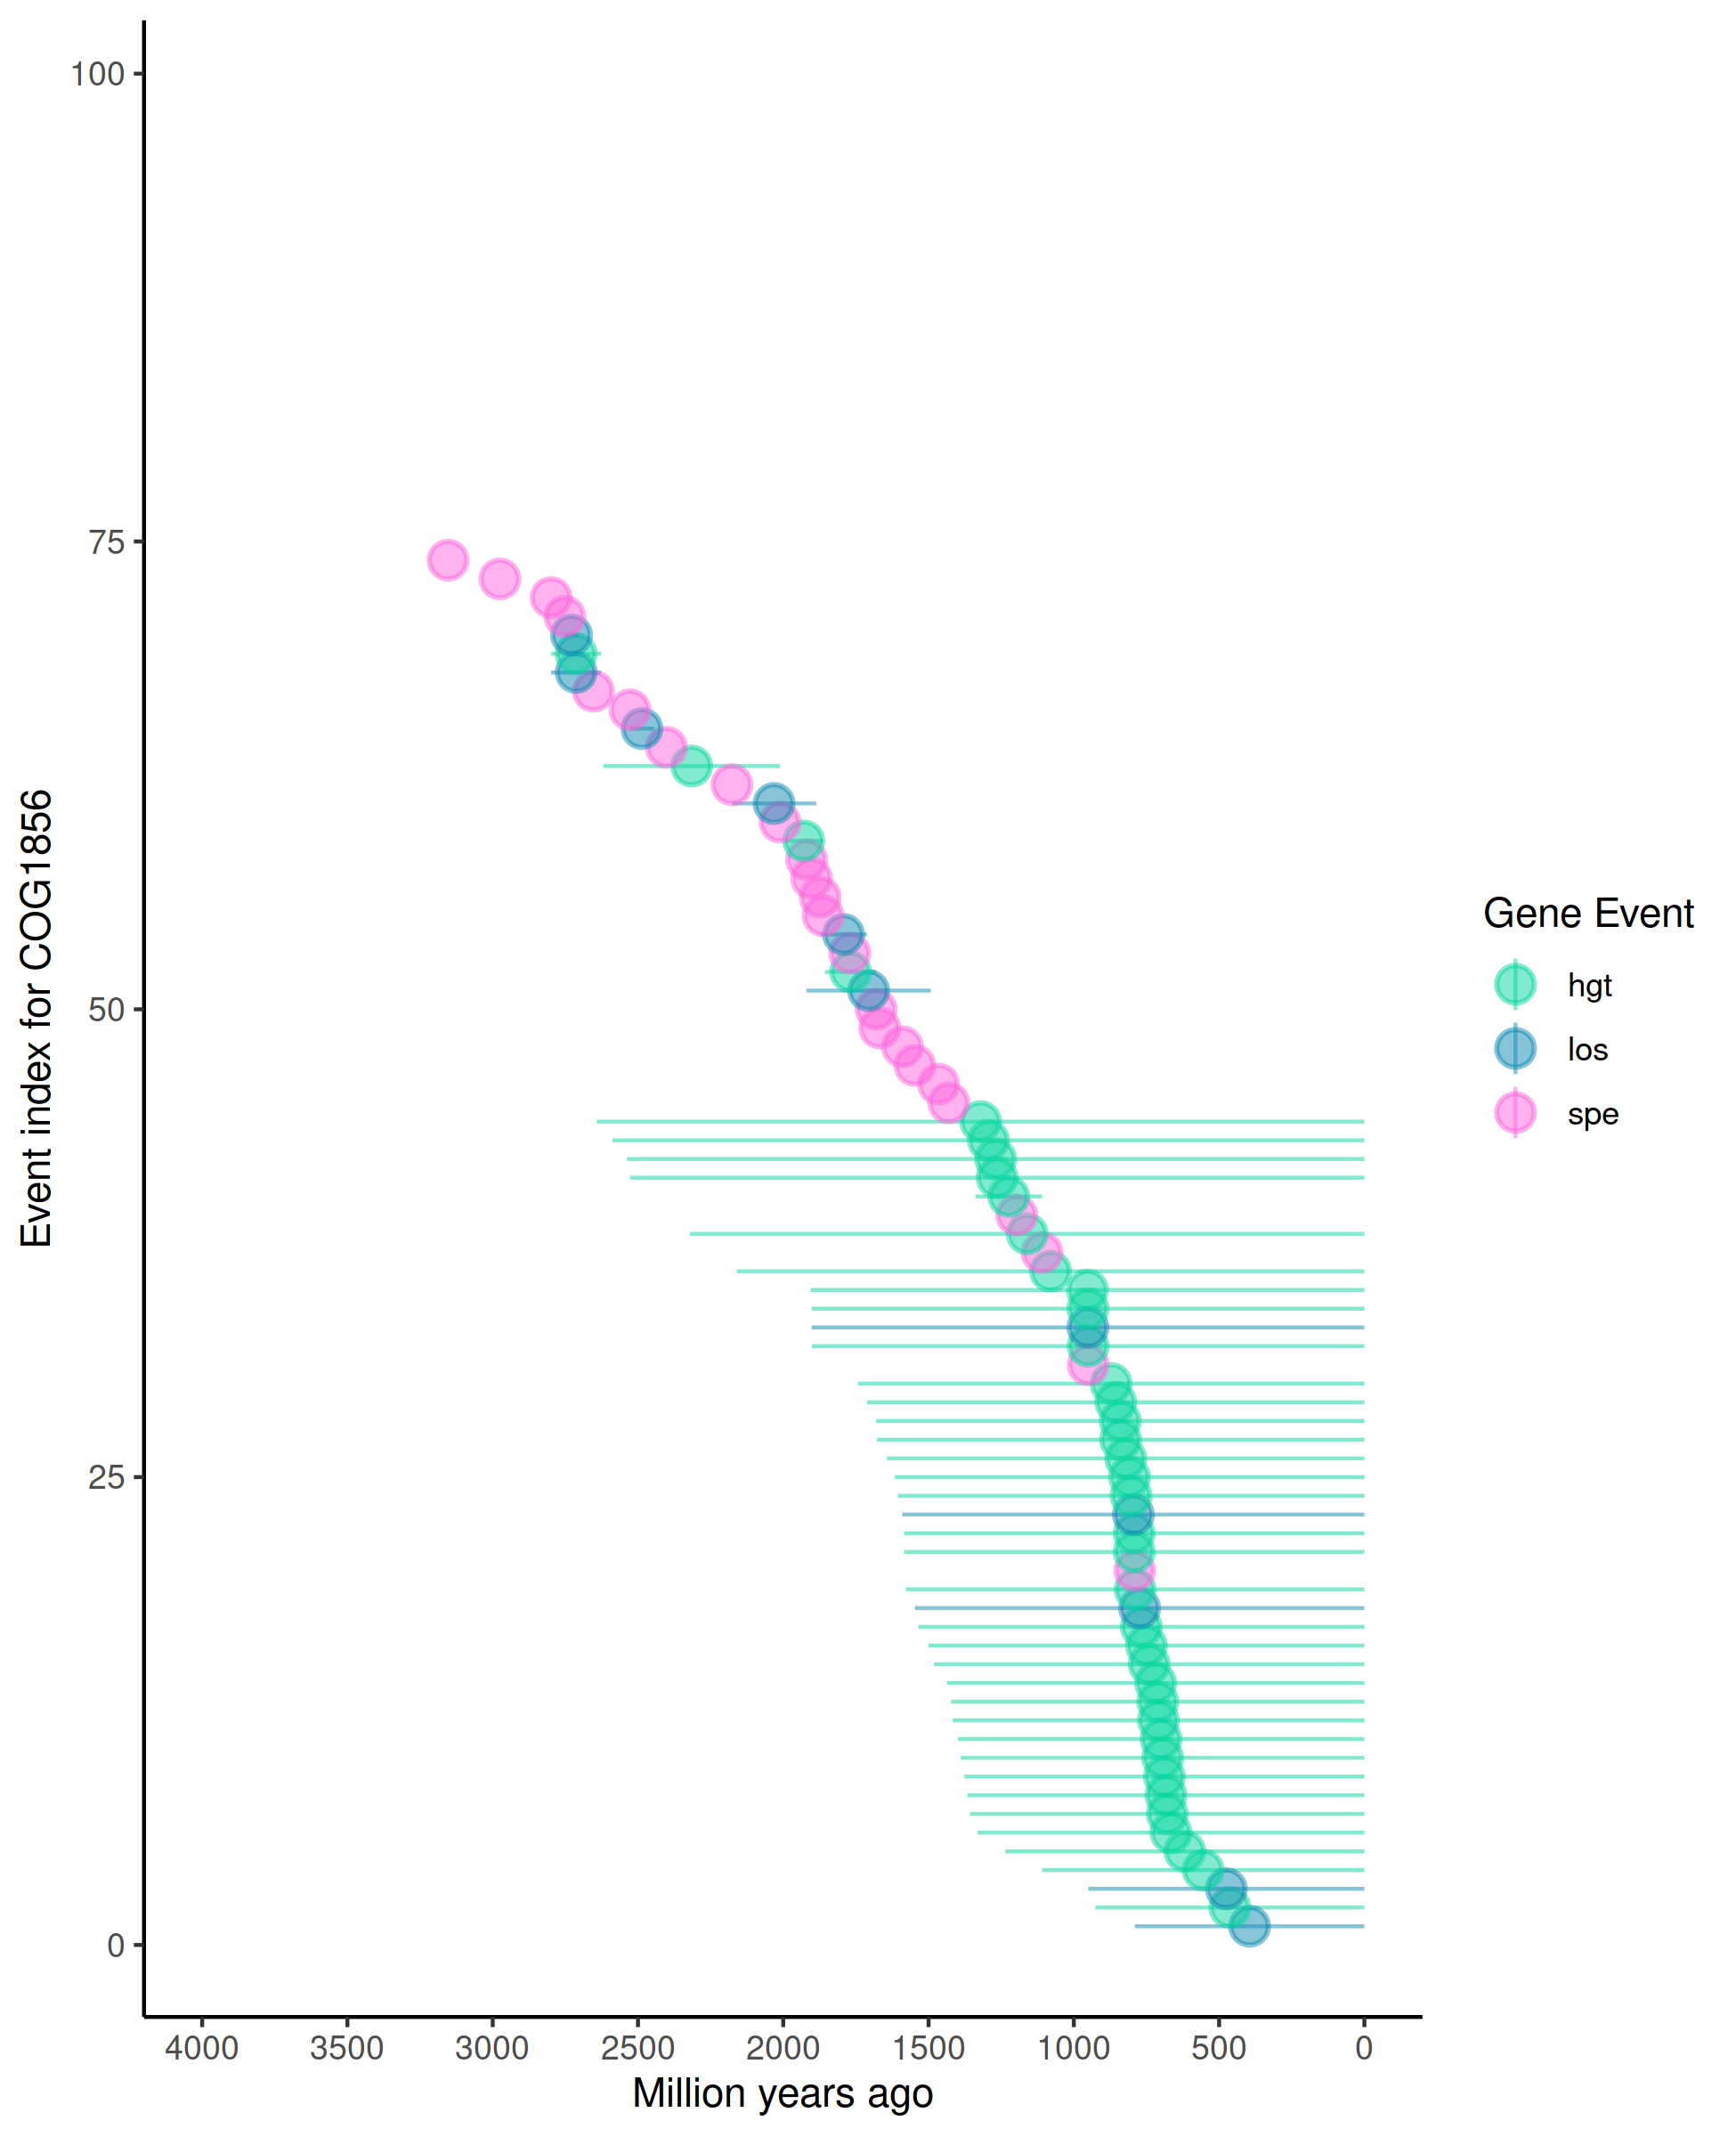 100
75
50
25
0
Event index for COG1856
4000 3500 3000 2500 2000 1500 1000 500 0
Million years ago
Gene Event
hgt
los
spe